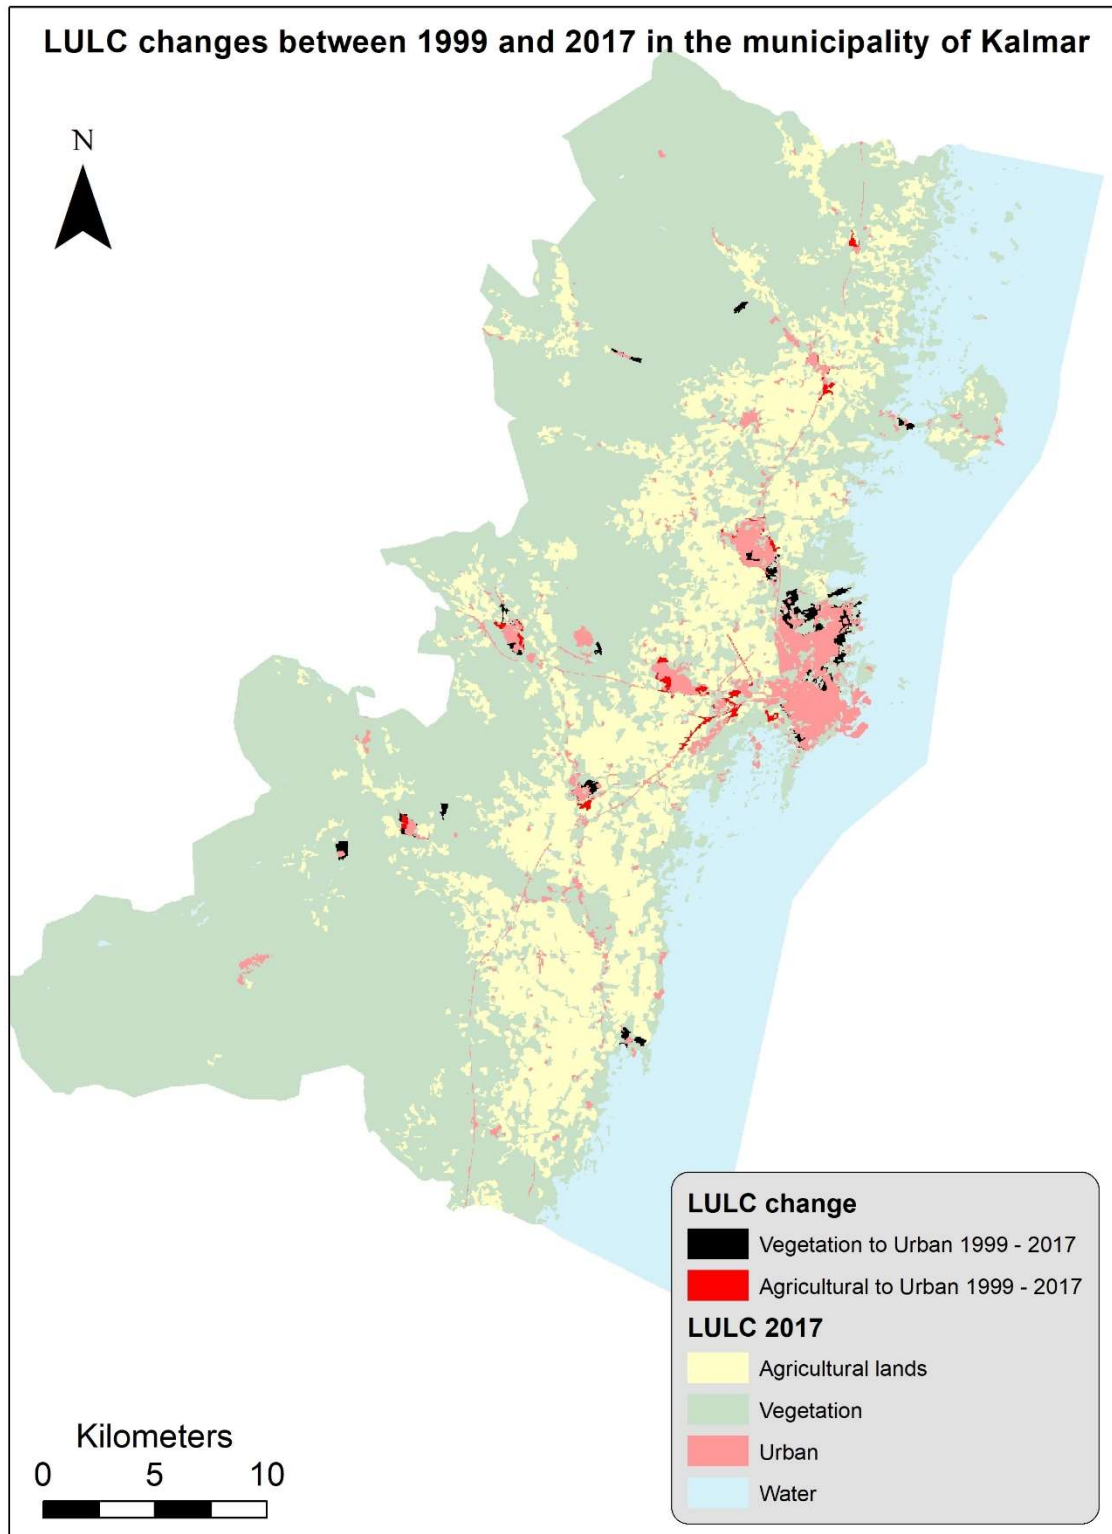 LULC changes between 1999 and 2017 in the municipality of Kalmar
N
LULC change
Vegetation to Urban 1999 - 2017
Agricultural to Urban 1999 - 2017
LULC 2017
Agricultural lands
Vegetation
Urban
Water
Kilometers
0 5 10